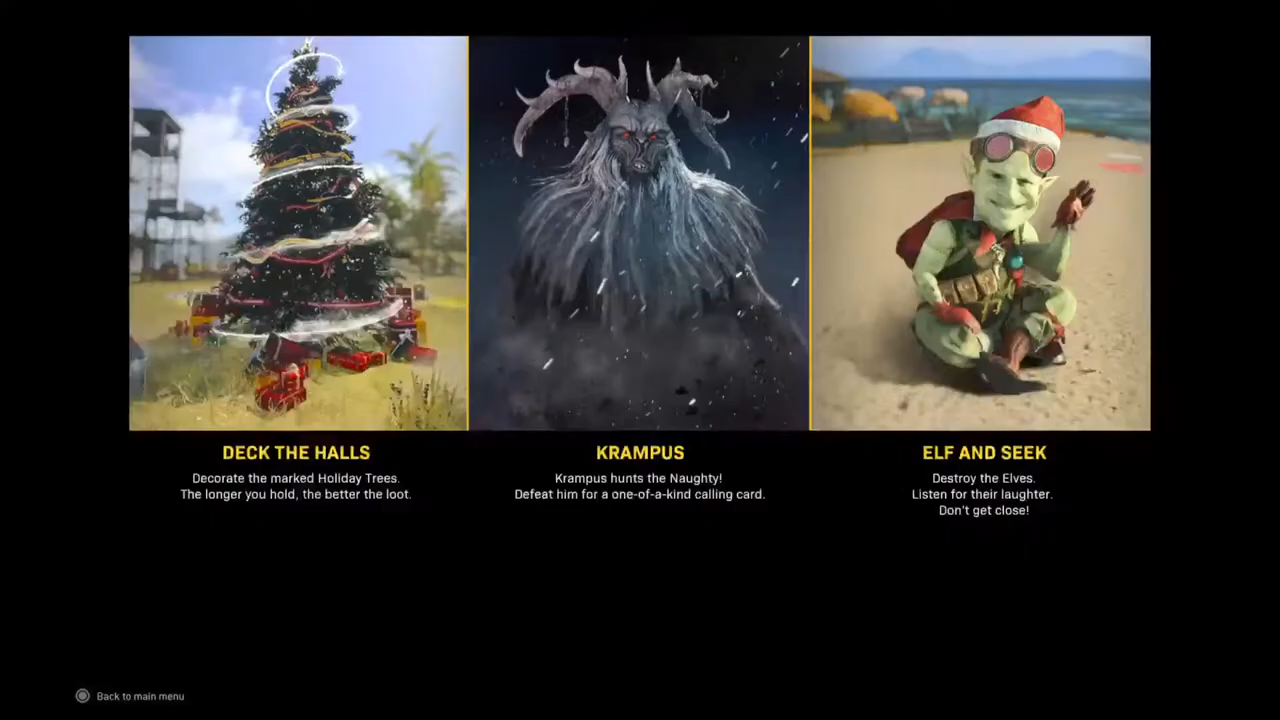 DECK THE HALLS
Decorate the marked Holiday Trees.
The longer you hold, the better the loot.
KRAMPUS
Krampus hunts the Naughty!
Defeat him for a one-of-a-kind calling card.
ELF AND SEEK
Destroy the Elves.
Listen for their laughter.
Don't get close!
Back to main menu